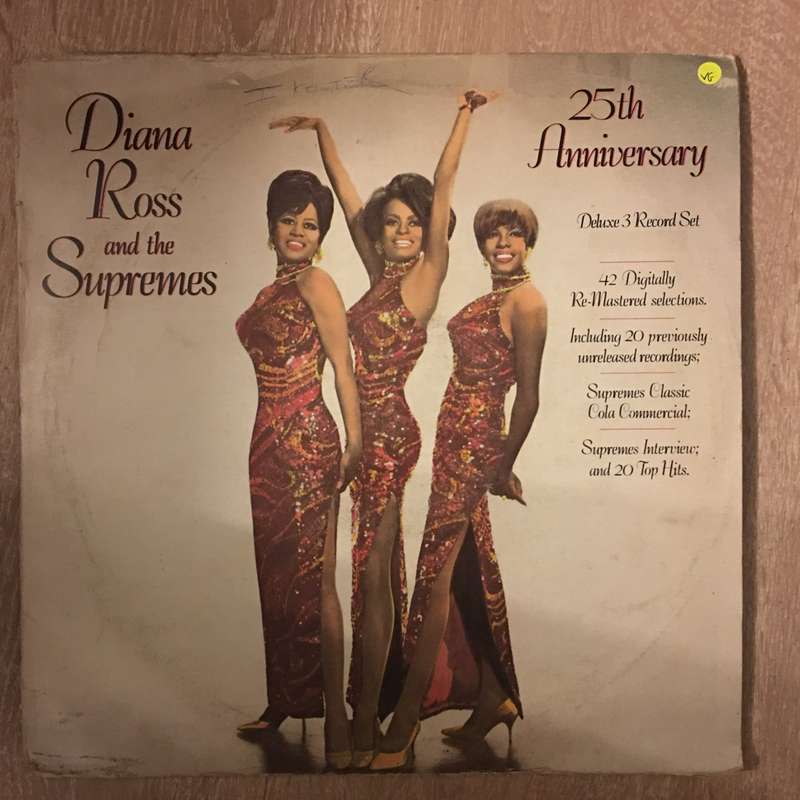 Diana
Ross
and the
Supremes
25th
Anniversary
Deluxe 3 Record Set
42 Digitally
Re-Mastered selections.
Including 20 previously
unreleased recordings;
Supremes Classic
Cola Commercial;
Supremes Interview;
and 20 Top Hits.
VG